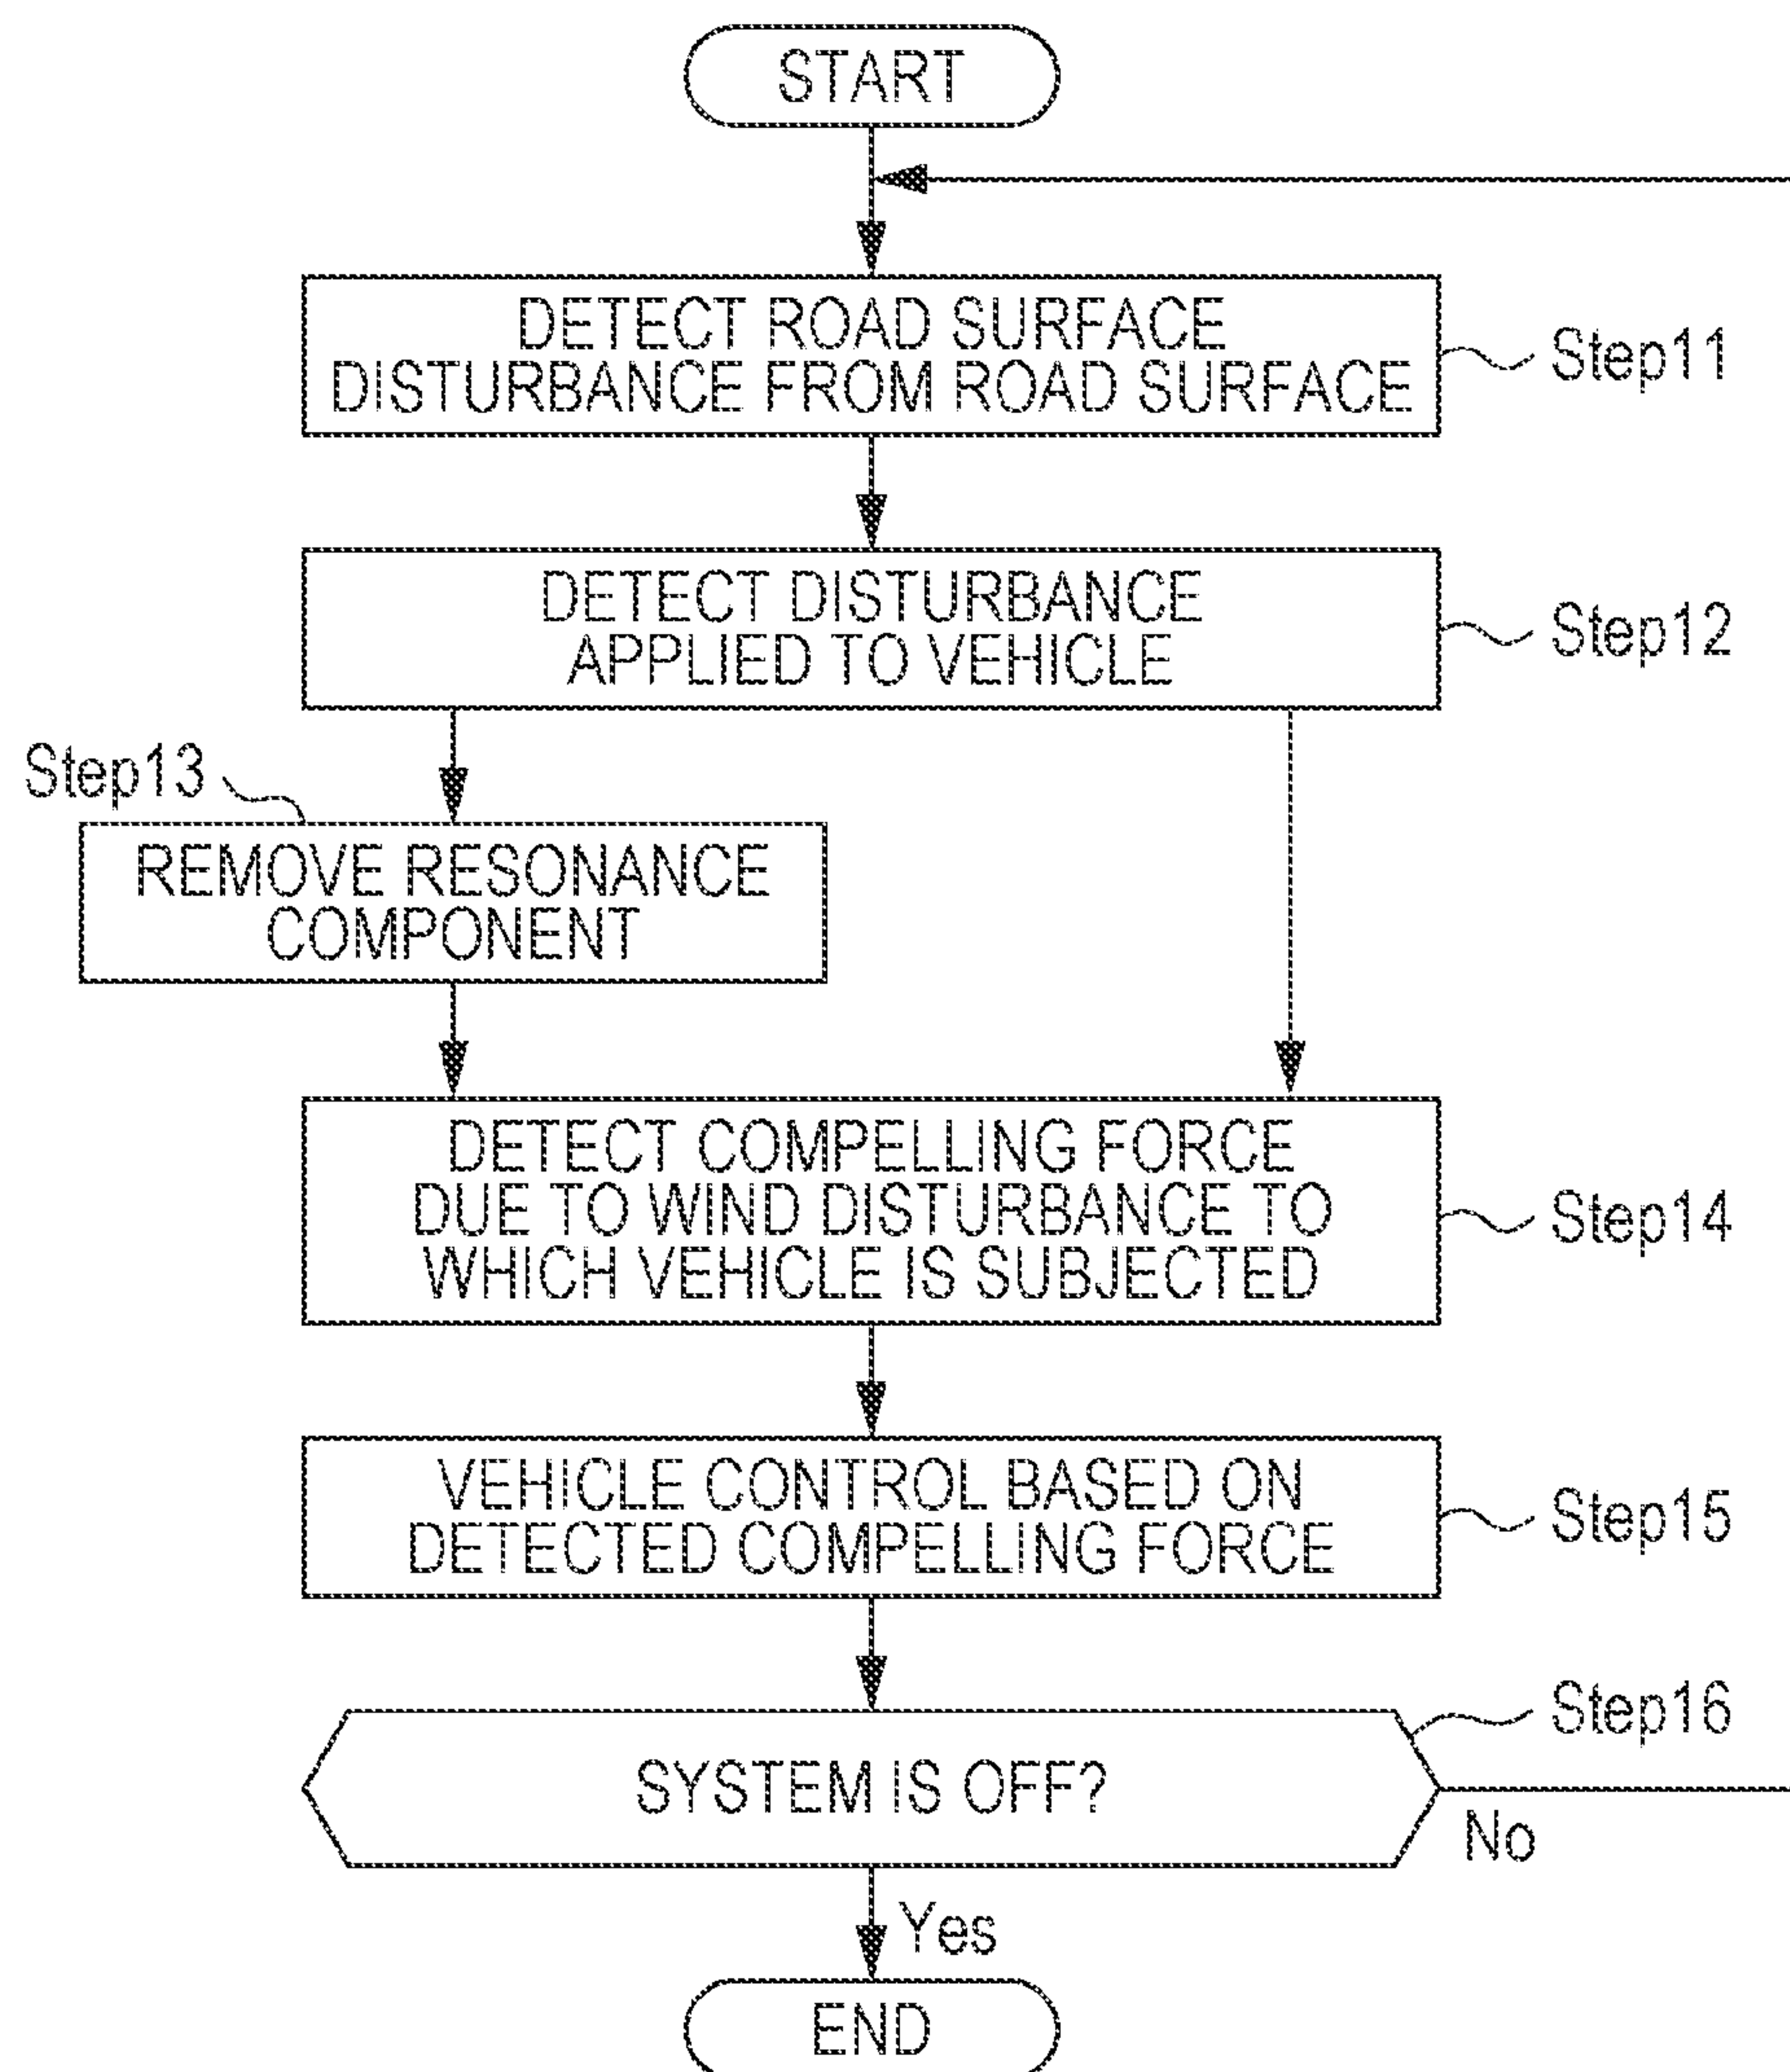 START
DETECT ROAD SURFACE
DISTURBANCE FROM ROAD SURFACE
Step11
DETECT DISTURBANCE
APPLIED TO VEHICLE
Step12
Step13
REMOVE RESONANCE
COMPONENT
DETECT COMPELLING FORCE
DUE TO WIND DISTURBANCE TO
WHICH VEHICLE IS SUBJECTED
Step14
VEHICLE CONTROL BASED ON
DETECTED COMPELLING FORCE
Step15
Step16
SYSTEM IS OFF?
No
Yes
END